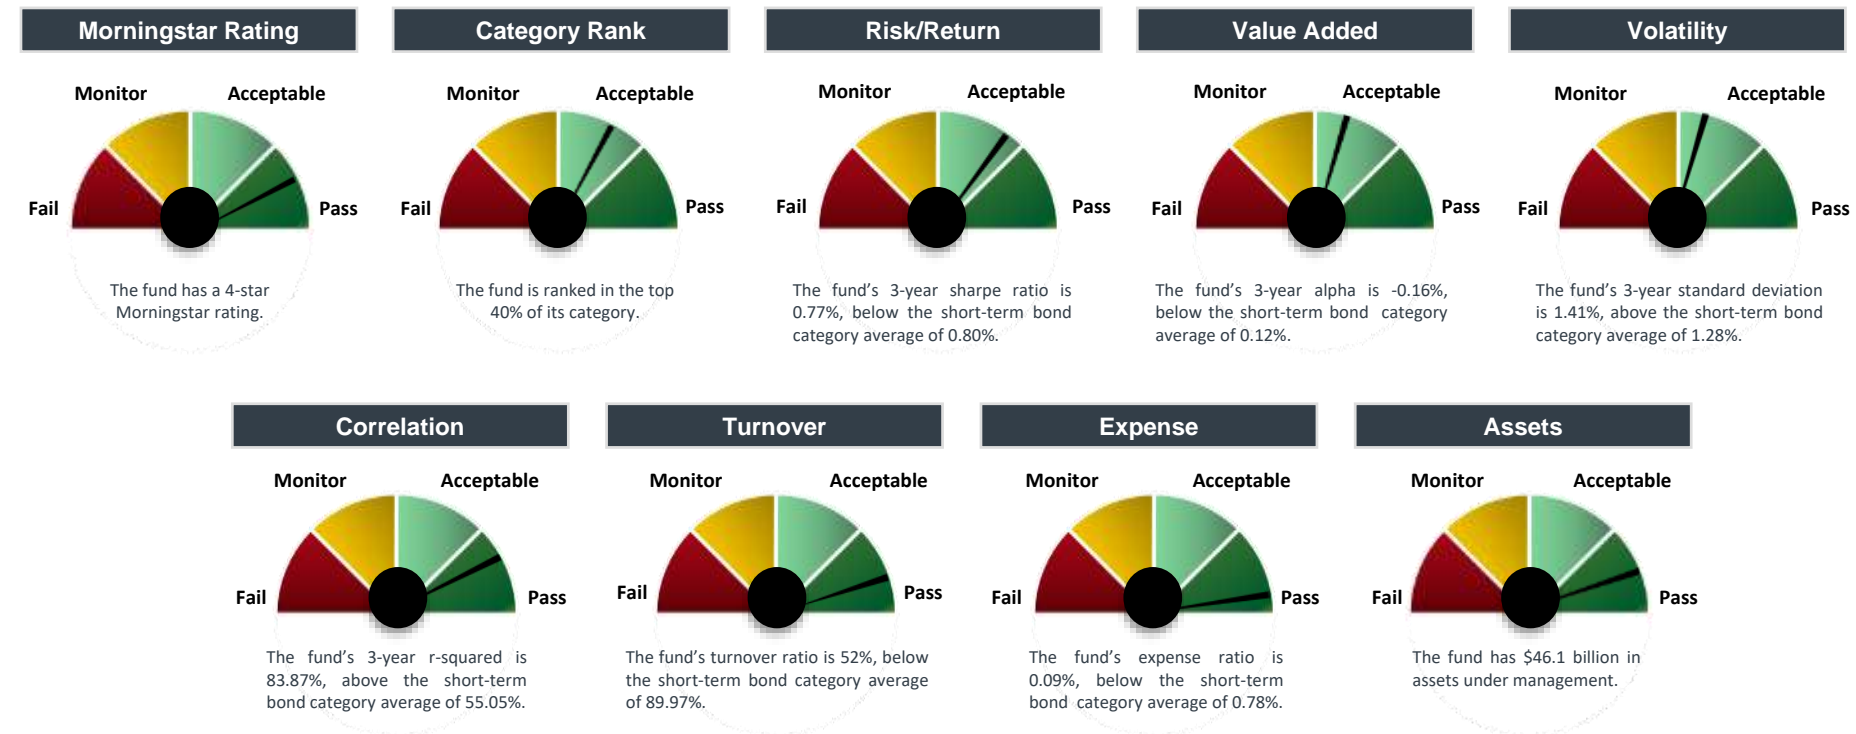 Morningstar Rating
Monitor
Acceptable
Fail
Pass
The fund has a 4-star
Morningstar rating.
Category Rank
Monitor
Acceptable
Fail
Pass
The fund is ranked in the top
40% of its category.
Risk/Return
Monitor
Acceptable
Fail
Pass
The fund's 3-year sharpe ratio is
0.77%, below the short-term bond
category average of 0.80%.
Value Added
Monitor
Acceptable
Fail
Pass
The fund's 3-year alpha is -0.16%,
below the short-term bond category
average of 0.12%.
Volatility
Monitor
Acceptable
Fail
Pass
The fund's 3-year standard deviation
is 1.41%, above the short-term bond
category average of 1.28%.
Correlation
Monitor
Acceptable
Fail
Pass
The fund's 3-year r-squared is
83.87%, above the short-term
bond category average of 55.05%.
Turnover
Monitor
Acceptable
Fail
Pass
The fund's turnover ratio is 52%, below
the short-term bond category average
of 89.97%.
Expense
Monitor
Acceptable
Fail
Pass
The fund's expense ratio is
0.09%, below the short-term
bond category average of 0.78%.
Assets
Monitor
Acceptable
Fail
Pass
The fund has $46.1 billion in
assets under management.